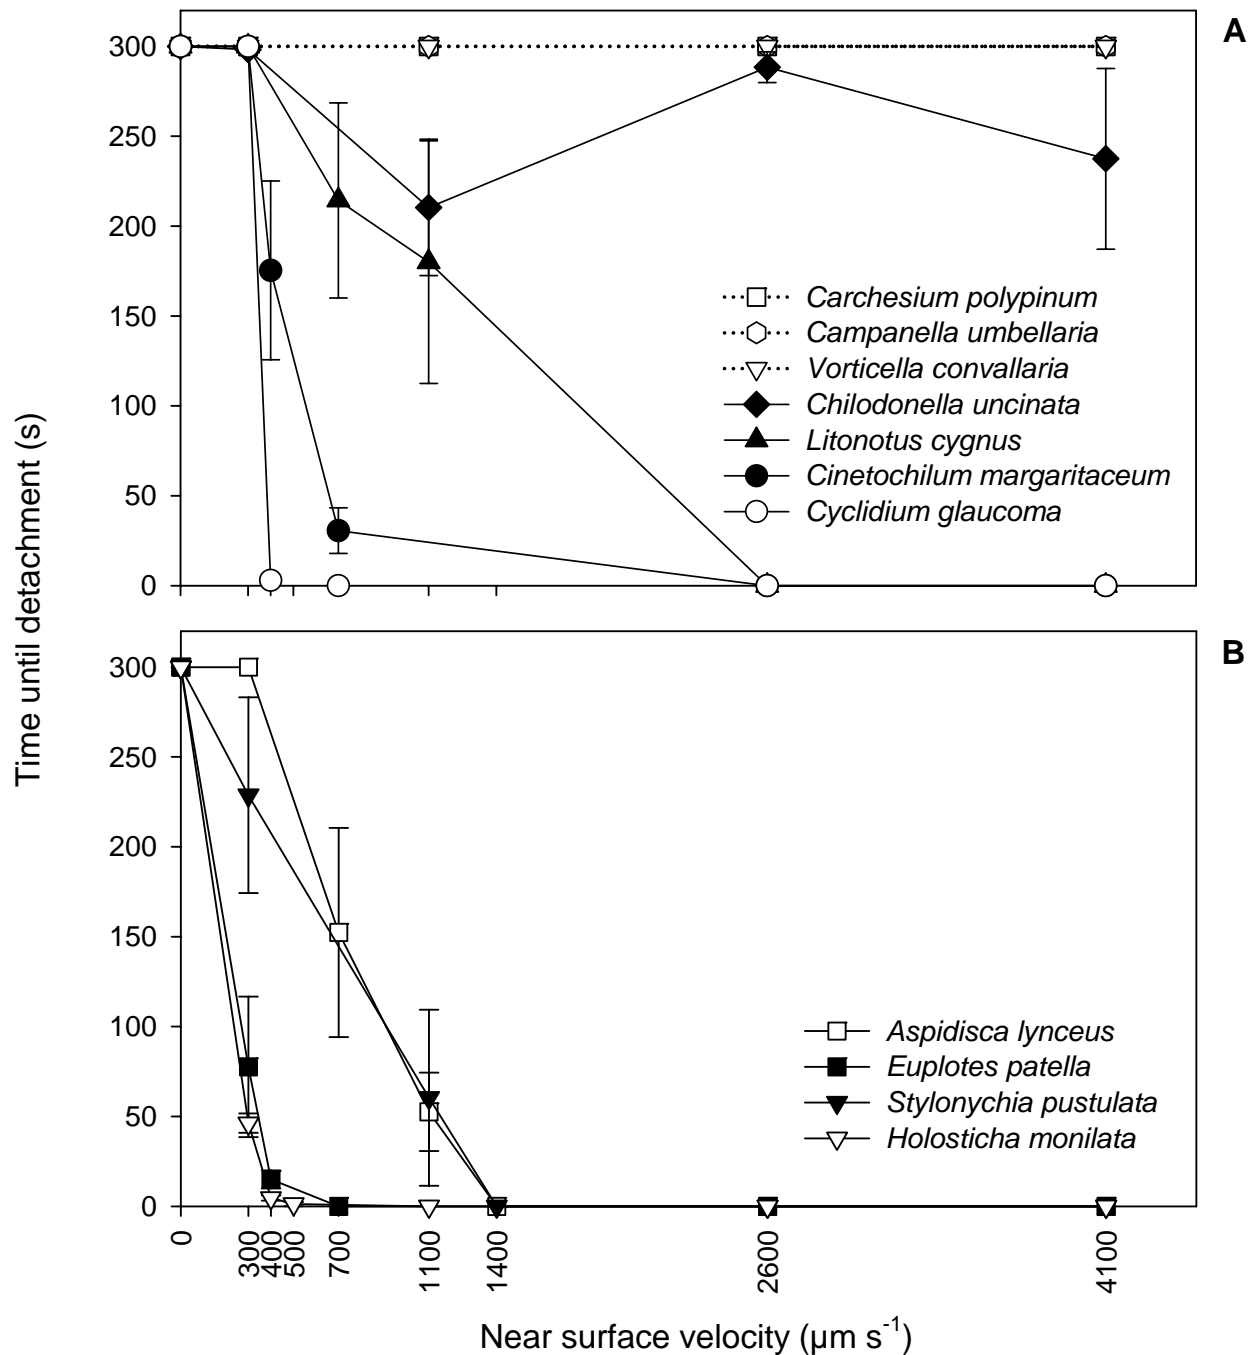 A
300
250
200
150
100
50
0
Carchesium polypinum
Campanella umbellaria
Vorticella convallaria
Chilodonella uncinata
Litonotus cygnus
Cinetochilum margaritaceum
Cyclidium glaucoma
Time until detachment (s)
B
300
250
200
150
100
50
0
Aspidisca lynceus
Euplotes patella
Stylonychia pustulata
Holosticha monilata
0
300
400
500
700
1100
1400
2600
4100
Near surface velocity (µm s⁻¹)